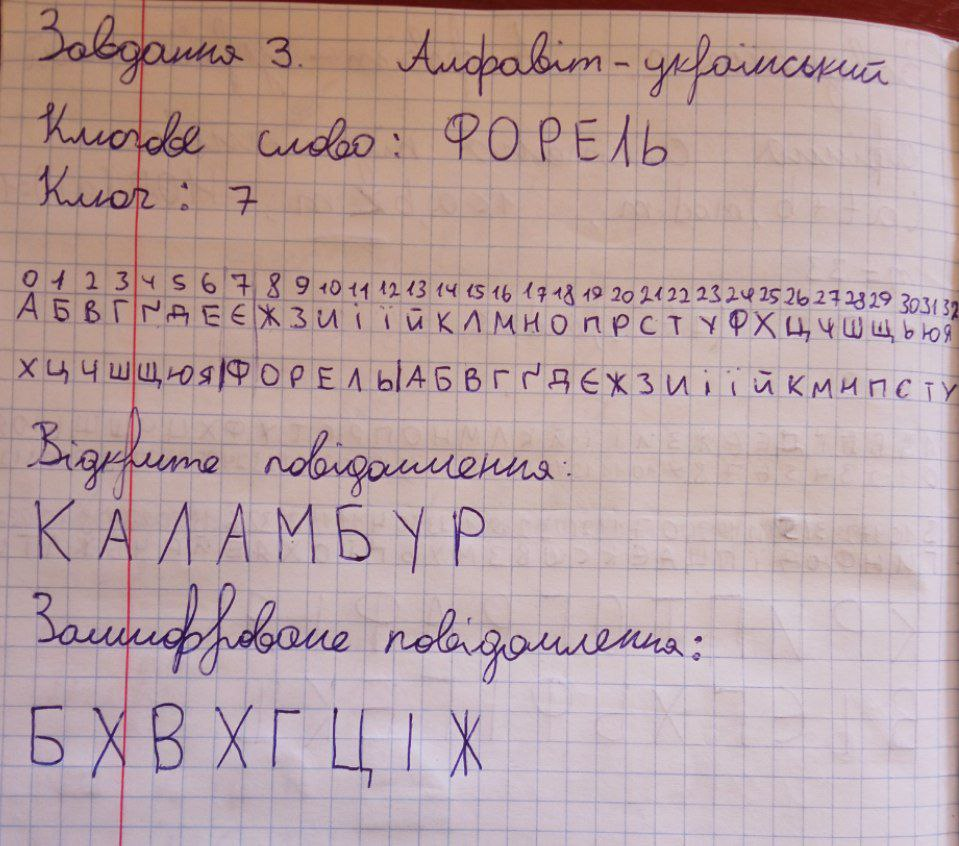 Завдання 3. Алфавіт - український
Ключове слово: ФОРЕЛЬ
Ключ: 7
0 1 2 3 4 5 6 7 8 9 10 11 12 13 14 15 16 17 18 19 20 21 22 23 24 25 26 27 28 29 30 31 32
А Б В Г Ґ Д Е Є Ж З И І Ї Й К Л М Н О П Р С Т У Ф Х Ц Ч Ш Щ Ь Ю Я
Х Ц Ч Ш Щ Ю Я|Ф О Р Е Л Ь|А Б В Г Ґ Д Є Ж З И І Ї Й К М Н П С Т У
Відкрите повідомлення:
КАЛАМБУР
Зашифроване повідомлення:
БХВХГЦІЖ